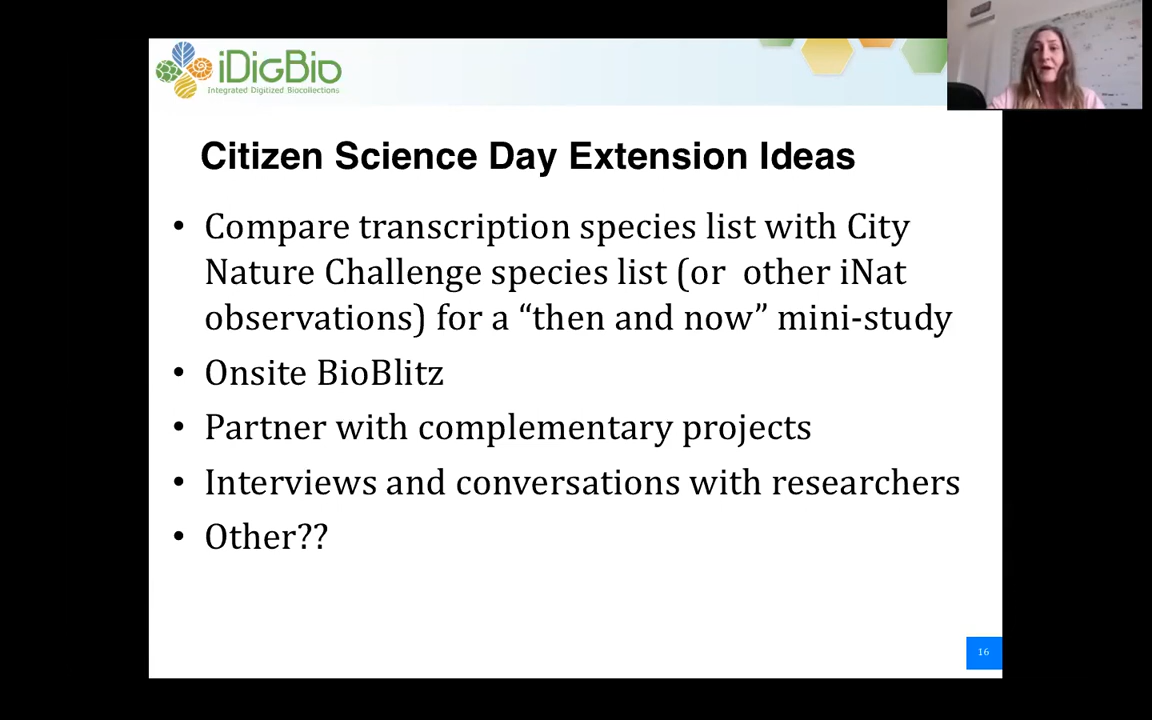 iDigBio
Integrated Digitized Biocollections
Citizen Science Day Extension Ideas
• Compare transcription species list with City
Nature Challenge species list (or other iNat
observations) for a “then and now” mini-study
• Onsite BioBlitz
• Partner with complementary projects
• Interviews and conversations with researchers
• Other??
16